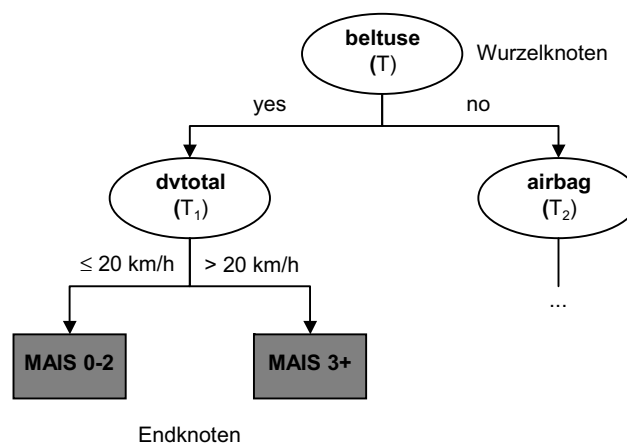 beltuse
(T)
Wurzelknoten
yes
no
dvtotal
(T₁)
airbag
(T₂)
≤ 20 km/h
> 20 km/h
...
MAIS 0-2
MAIS 3+
Endknoten